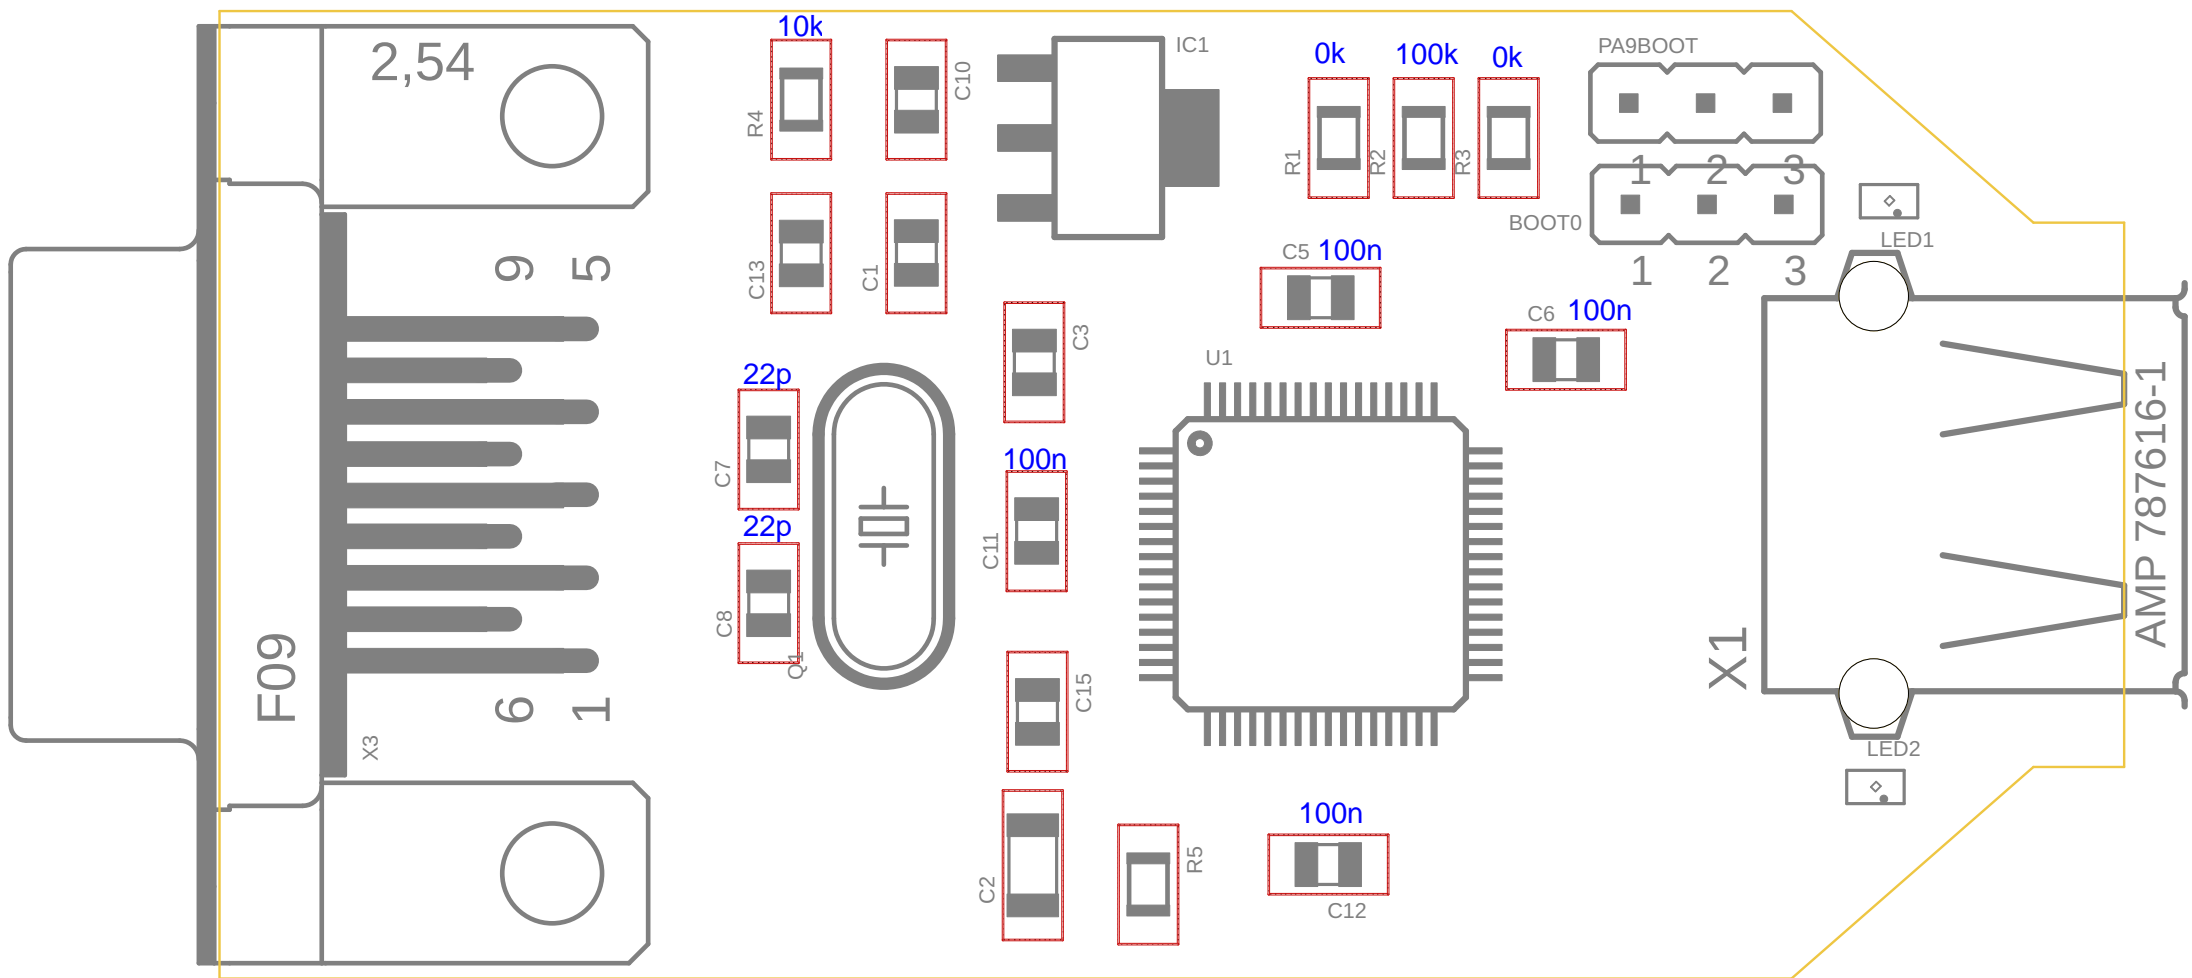 10k
2,54
IC1
PA9BOOT
0k
100k
0k
C10
R4
R1
R2
R3
1 2 3
BOOT0
LED1
C5 100n
1 2 3
9 5
C13
C1
C6 100n
C3
U1
22p
C7
100n
22p
C11
AMP 787616-1
C8
Q1
X1
F09
6 1
X3
C15
LED2
100n
C2
R5
C12